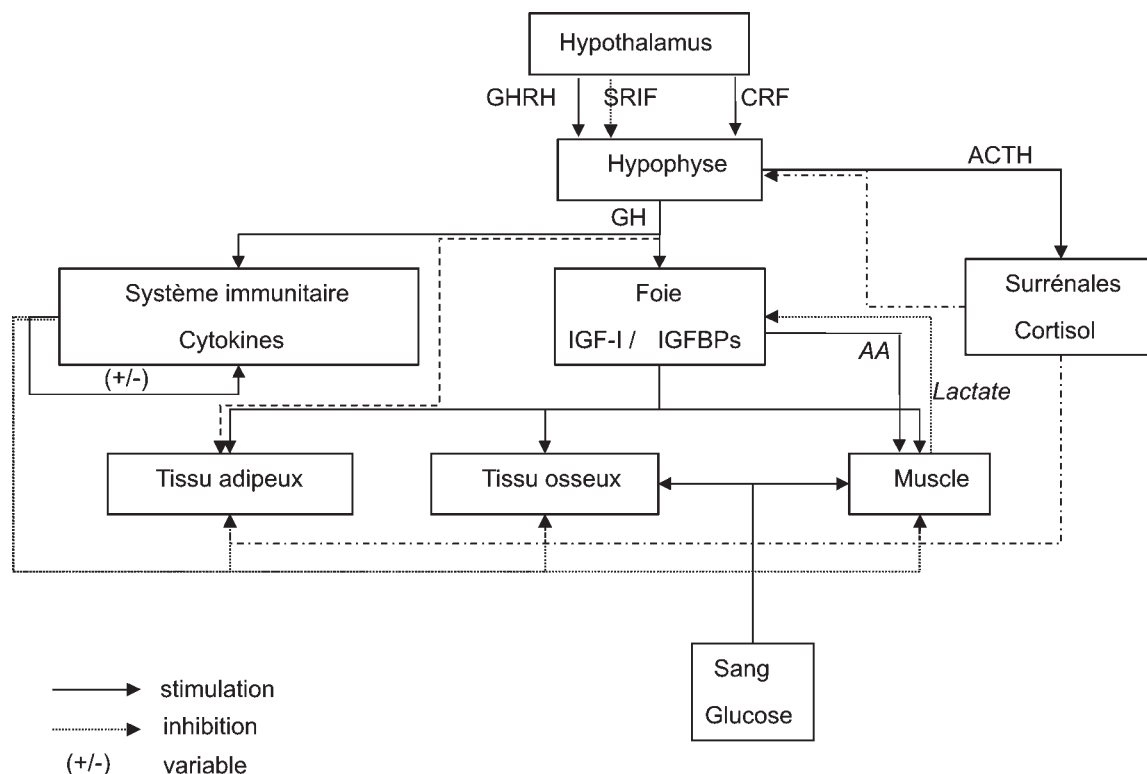 Hypothalamus
GHRH
SRIF
CRF
Hypophyse
ACTH
GH
Système immunitaire
Cytokines
Foie
IGF-I / IGFBPs
Surrénales
Cortisol
(+/-)
AA
Lactate
Tissu adipeux
Tissu osseux
Muscle
Sang
Glucose
stimulation
inhibition
(+/-) variable